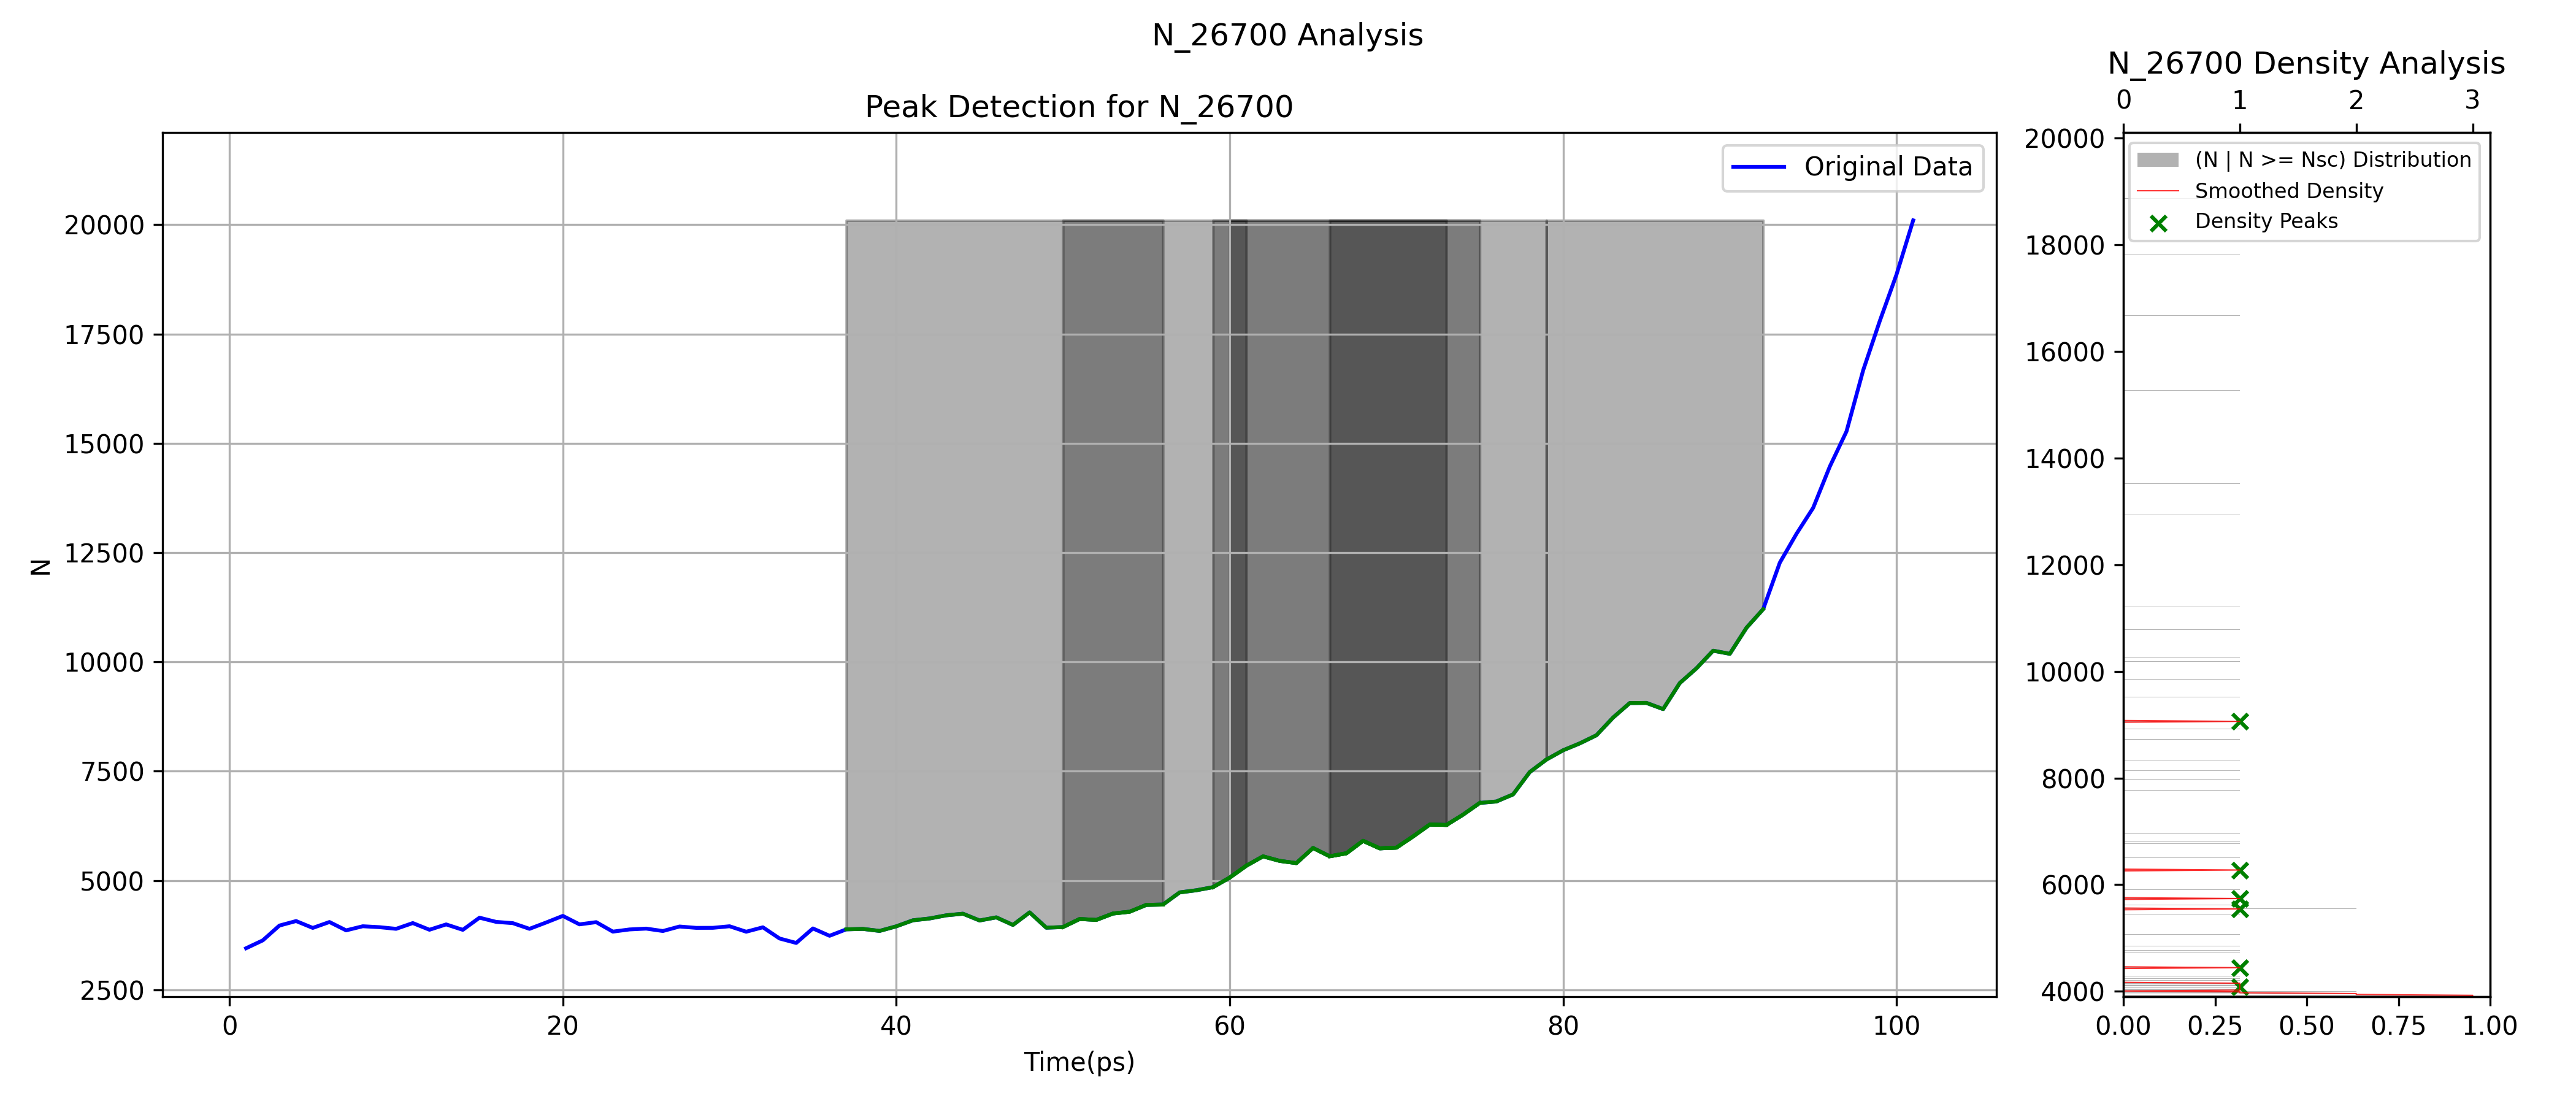 N_26700 Analysis
Peak Detection for N_26700
N
20000
17500
15000
12500
10000
7500
5000
2500
Original Data
0 20 40 60 80 100
Time(ps)
N_26700 Density Analysis
0 1 2 3
20000
18000
16000
14000
12000
10000
8000
6000
4000
(N | N >= Nsc) Distribution
Smoothed Density
Density Peaks
0.00 0.25 0.50 0.75 1.00